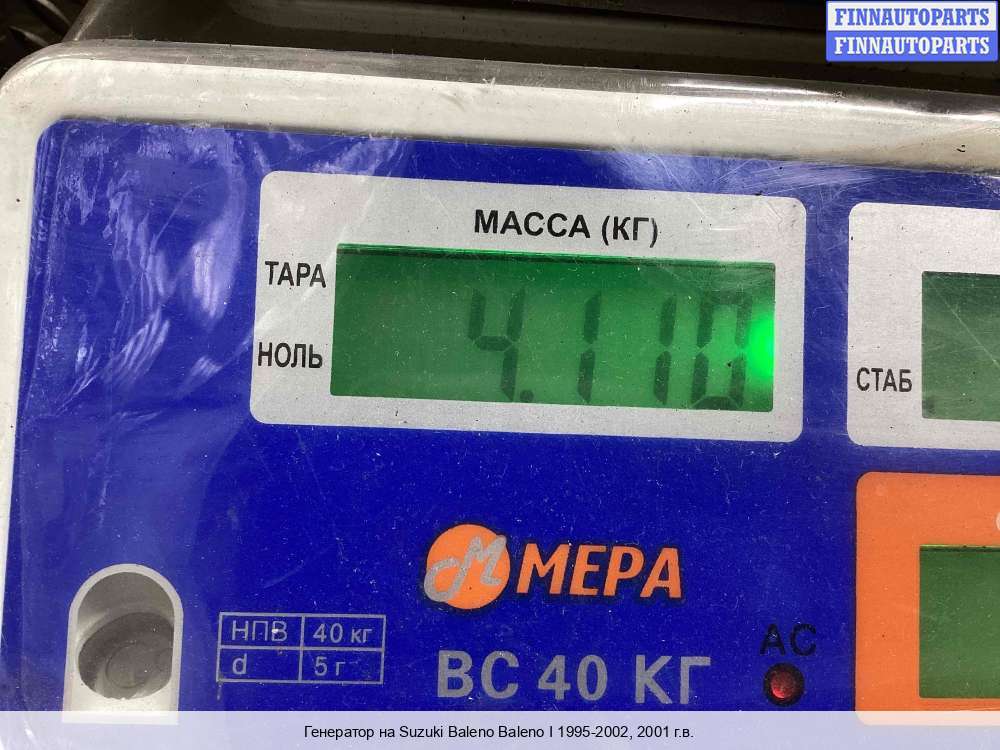 FINNAUTOPARTS
FINNAUTOPARTS
МАССА (КГ)
ТАРА
4.110
НОЛЬ
СТАБ
М МЕРА
НПВ 40 кг
d 5 г
ВС 40 КГ
АС
Генератор на Suzuki Baleno Baleno I 1995-2002, 2001 г.в.